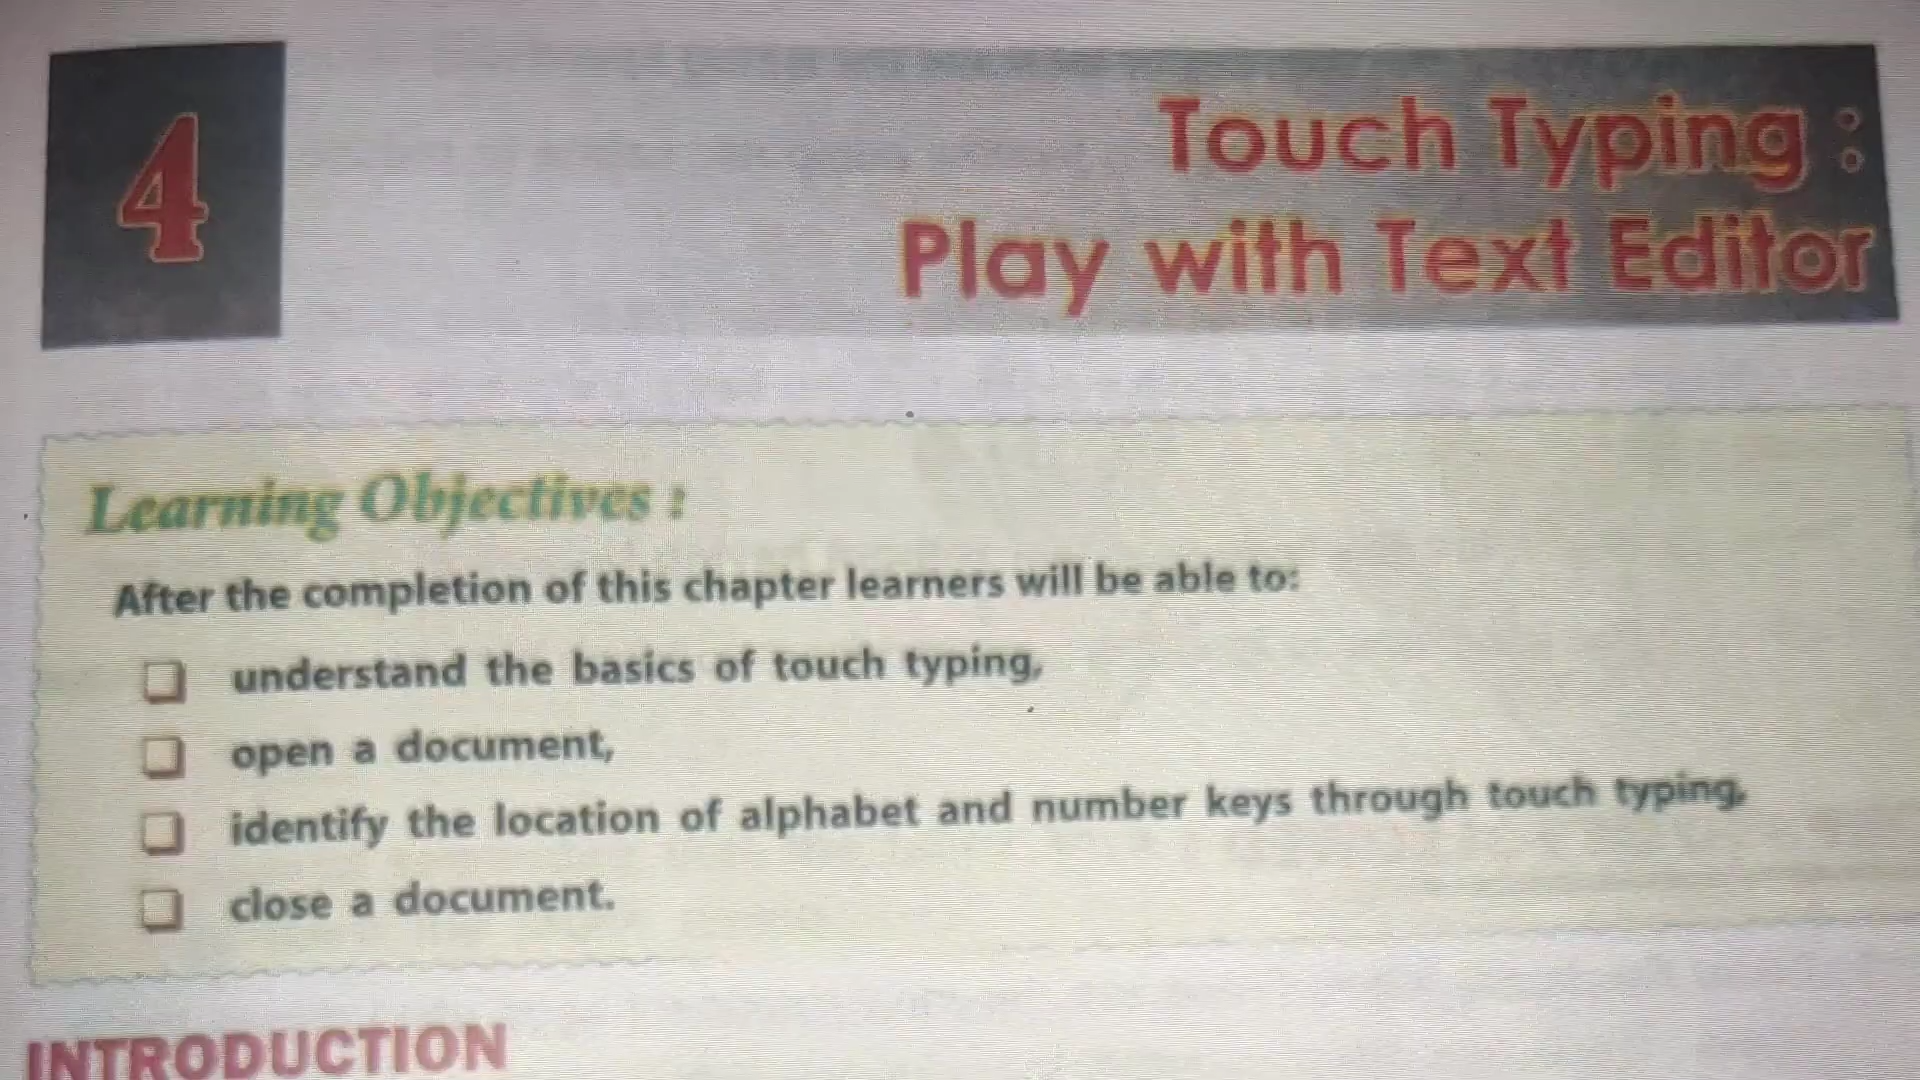 4
Touch Typing :
Play with Text Editor
Learning Objectives :
After the completion of this chapter learners will be able to:
❑ understand the basics of touch typing,
❑ open a document,
❑ identify the location of alphabet and number keys through touch typing,
❑ close a document.
INTRODUCTION